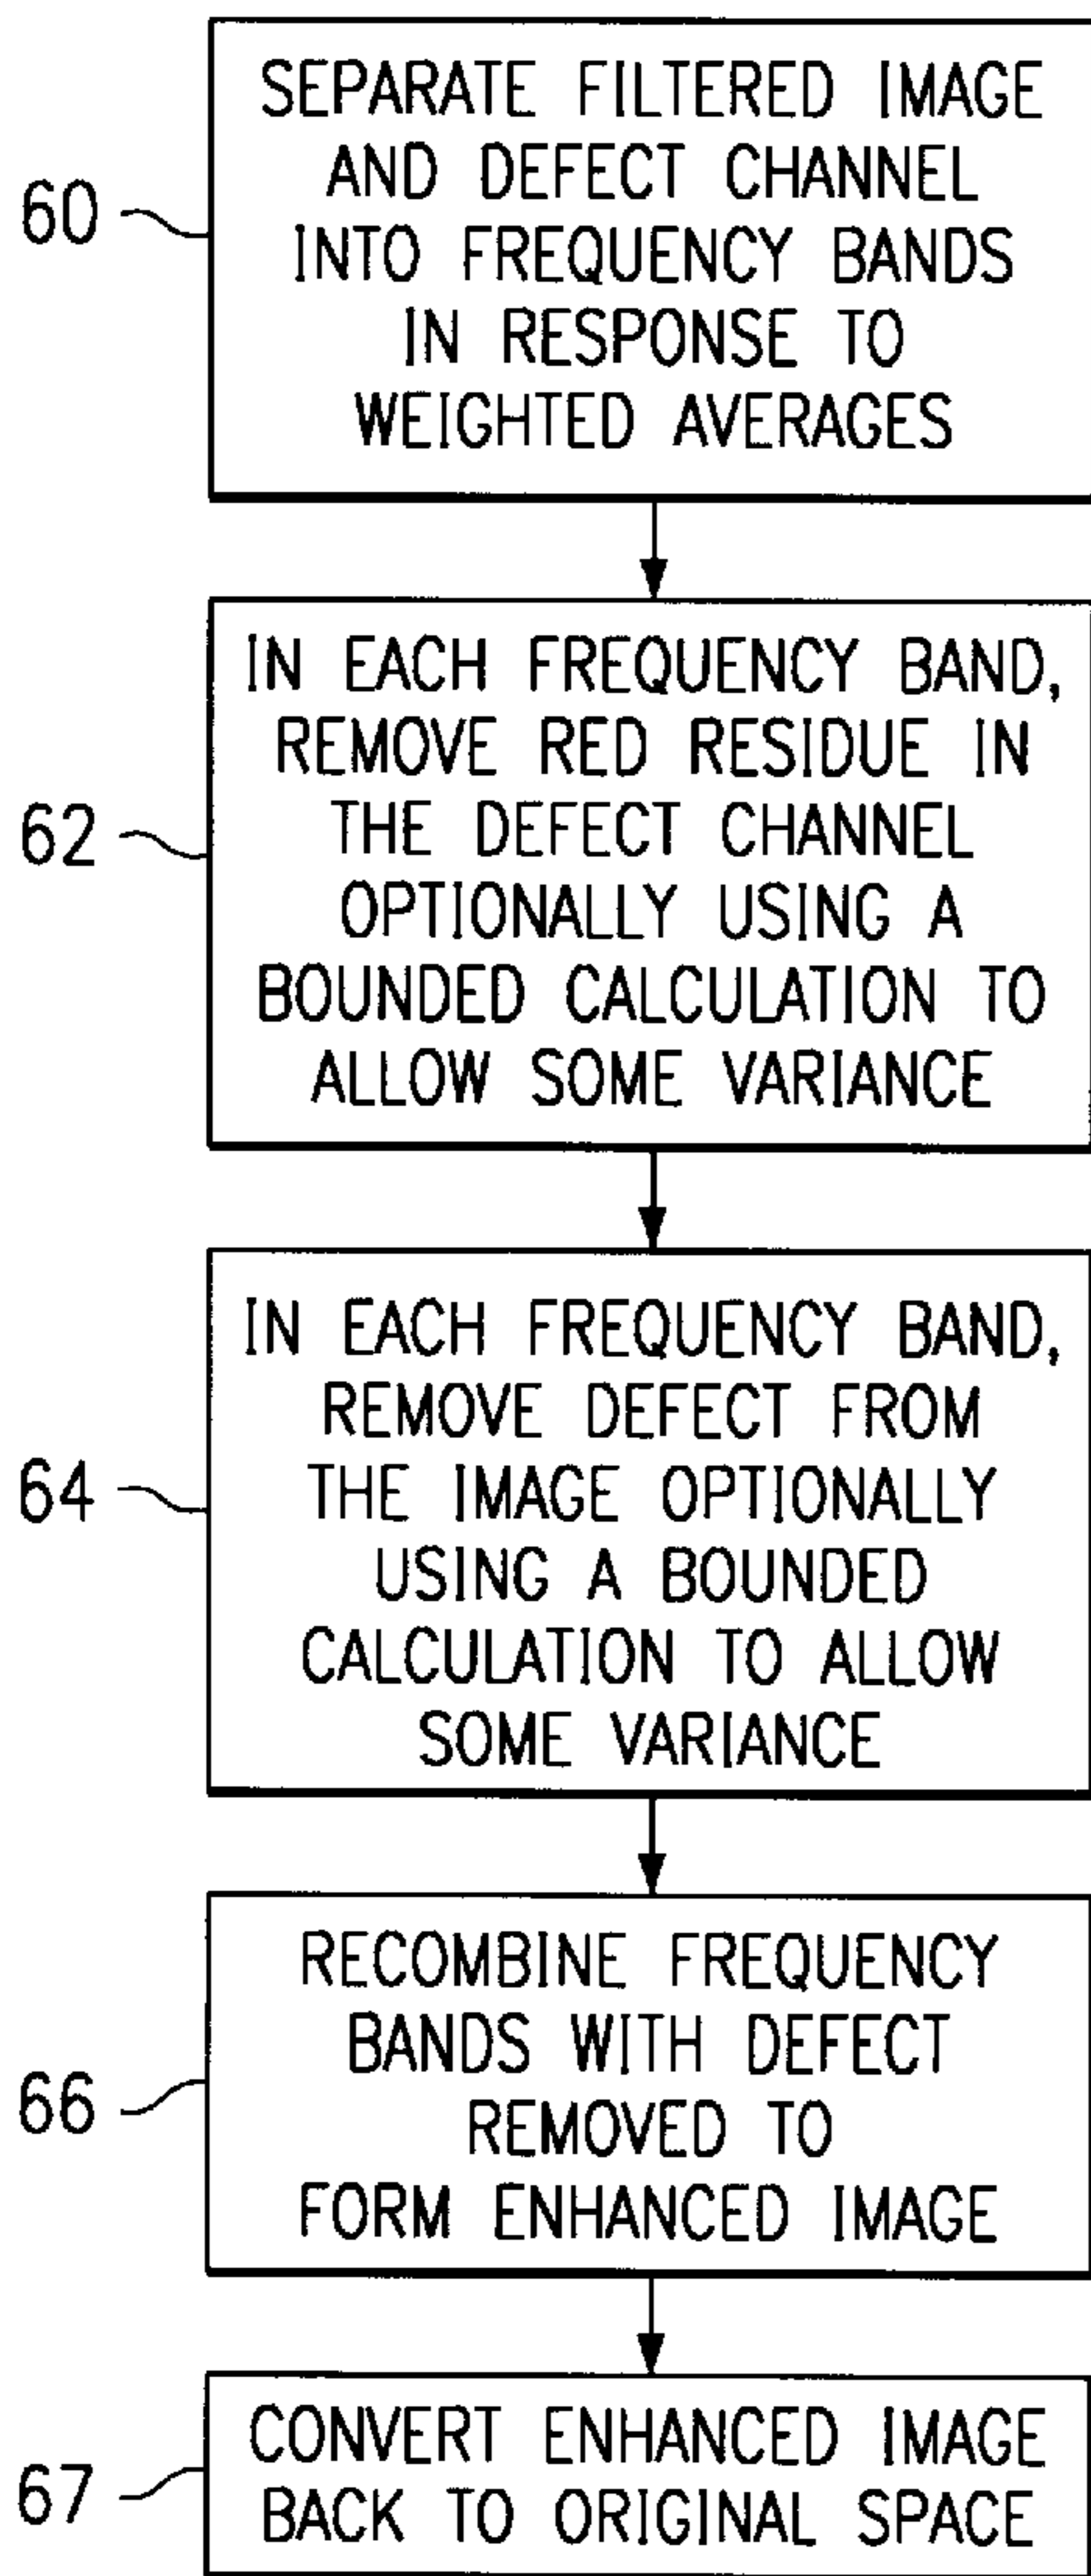 60
SEPARATE FILTERED IMAGE
AND DEFECT CHANNEL
INTO FREQUENCY BANDS
IN RESPONSE TO
WEIGHTED AVERAGES
62
IN EACH FREQUENCY BAND,
REMOVE RED RESIDUE IN
THE DEFECT CHANNEL
OPTIONALLY USING A
BOUNDED CALCULATION TO
ALLOW SOME VARIANCE
64
IN EACH FREQUENCY BAND,
REMOVE DEFECT FROM
THE IMAGE OPTIONALLY
USING A BOUNDED
CALCULATION TO ALLOW
SOME VARIANCE
66
RECOMBINE FREQUENCY
BANDS WITH DEFECT
REMOVED TO
FORM ENHANCED IMAGE
67
CONVERT ENHANCED IMAGE
BACK TO ORIGINAL SPACE